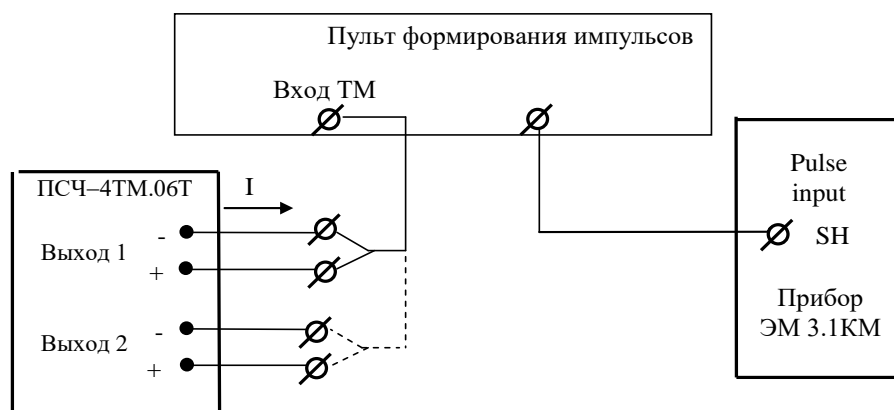 Пульт формирования импульсов
Вход ТМ
ПСЧ–4ТМ.06Т
I
Выход 1
-
+
Выход 2
-
+
Pulse
input
SH
Прибор
ЭМ 3.1КМ